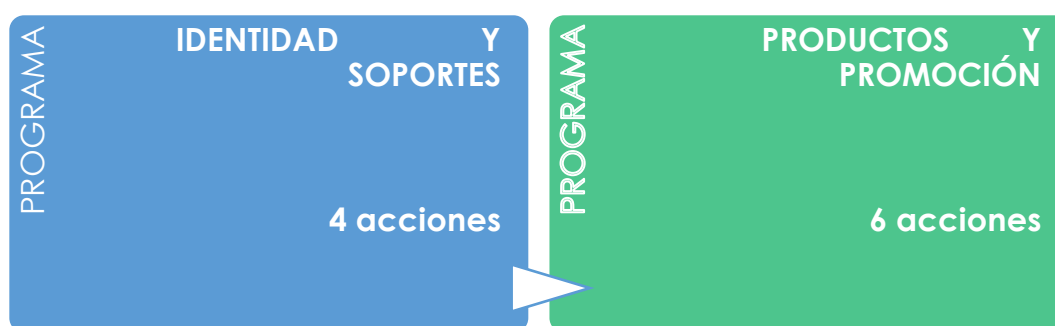 PROGRAMA
IDENTIDAD Y
SOPORTES
4 acciones
PROGRAMA
PRODUCTOS Y
PROMOCIÓN
6 acciones